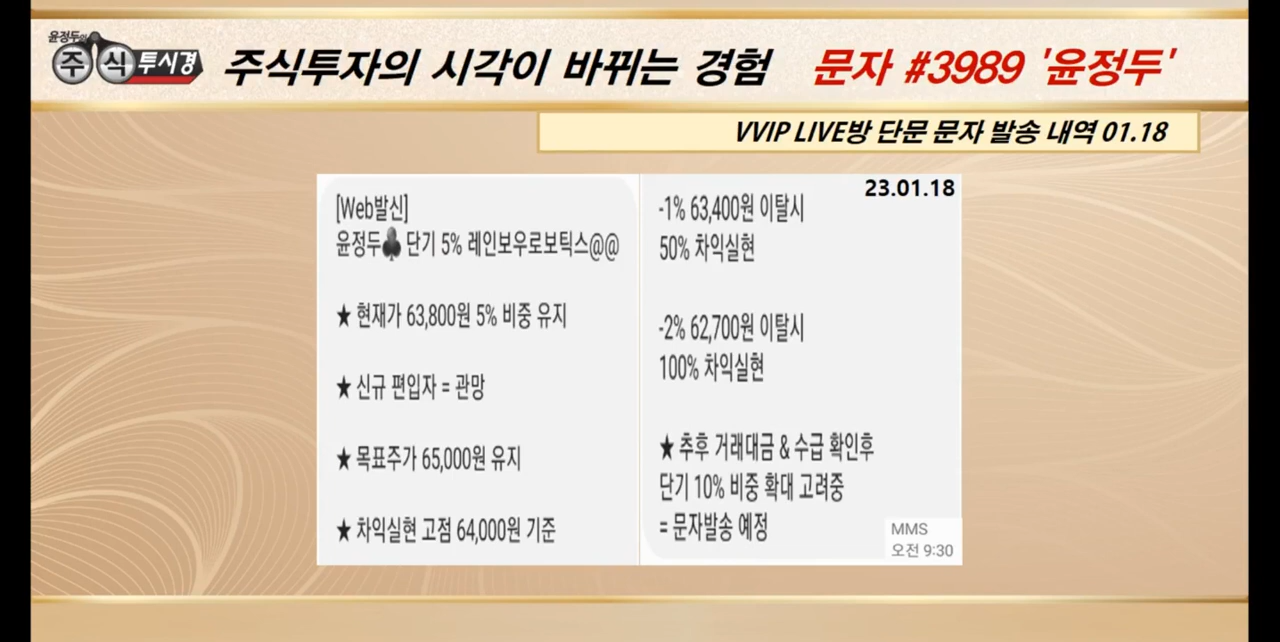 윤정두의
주식투시경
주식투자의 시각이 바뀌는 경험 문자 #3989 '윤정두'
VVIP LIVE방 단문 문자 발송 내역 01.18
[Web발신]
윤정두♣ 단기 5% 레인보우로보틱스@@
★ 현재가 63,800원 5% 비중 유지
★ 신규 편입자 = 관망
★ 목표주가 65,000원 유지
★ 차익실현 고점 64,000원 기준
23.01.18
-1% 63,400원 이탈시
50% 차익실현
-2% 62,700원 이탈시
100% 차익실현
★ 추후 거래대금 & 수급 확인후
단기 10% 비중 확대 고려중
= 문자발송 예정
MMS
오전 9:30